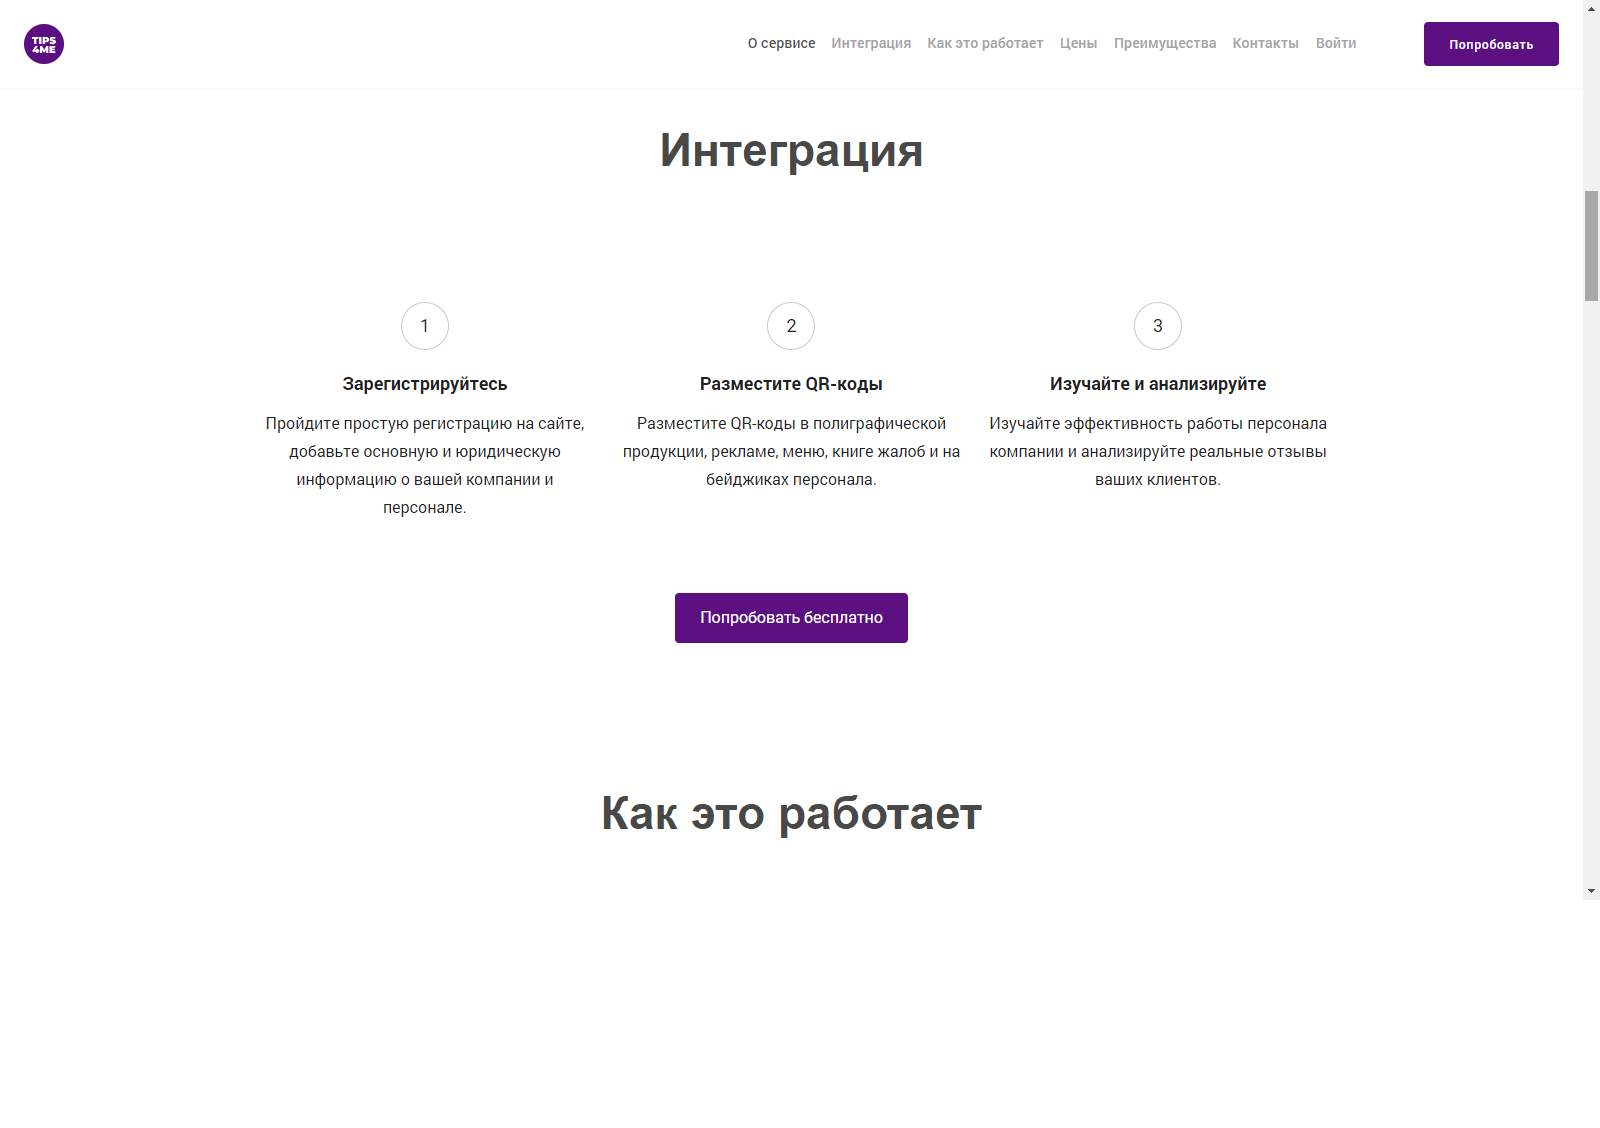 TIPS
4ME
О сервисе Интеграция Как это работает Цены Преимущества Контакты Войти Попробовать
Интеграция
1
Зарегистрируйтесь
Пройдите простую регистрацию на сайте,
добавьте основную и юридическую
информацию о вашей компании и
персонале.
2
Разместите QR-коды
Разместите QR-коды в полиграфической
продукции, рекламе, меню, книге жалоб и на
бейджиках персонала.
3
Изучайте и анализируйте
Изучайте эффективность работы персонала
компании и анализируйте реальные отзывы
ваших клиентов.
Попробовать бесплатно
Как это работает